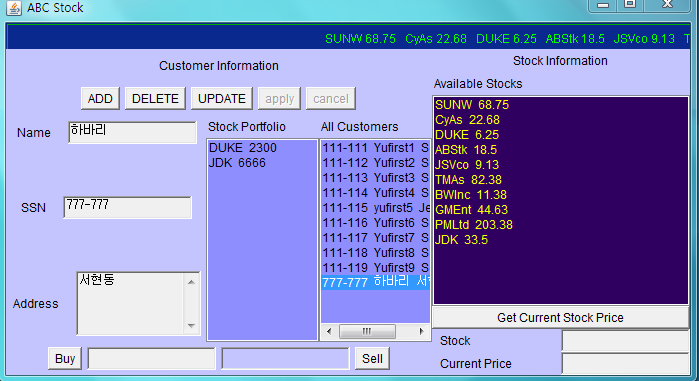 ABC Stock
SUNW 68.75 CyAs 22.68 DUKE 6.25 ABStk 18.5 JSVco 9.13 T
Customer Information
ADD DELETE UPDATE apply cancel
Name 하바리
SSN 777-777
Address 서현동
Stock Portfolio
DUKE 2300
JDK 6666
All Customers
111-111 Yufirst1 S
111-112 Yufirst2 S
111-113 Yufirst3 S
111-114 Yufirst4 S
111-115 yufirst5 Je
111-116 Yufirst6 S
111-117 Yufirst7 S
111-118 Yufirst8 S
111-119 Yufirst9 S
777-777 하바리 서현
Buy Sell
Stock Information
Available Stocks
SUNW 68.75
CyAs 22.68
DUKE 6.25
ABStk 18.5
JSVco 9.13
TMAs 82.38
BWInc 11.38
GMEnt 44.63
PMLtd 203.38
JDK 33.5
Get Current Stock Price
Stock
Current Price